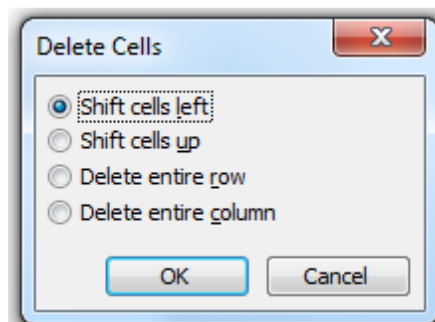 Delete Cells
Shift cells left
Shift cells up
Delete entire row
Delete entire column
OK Cancel